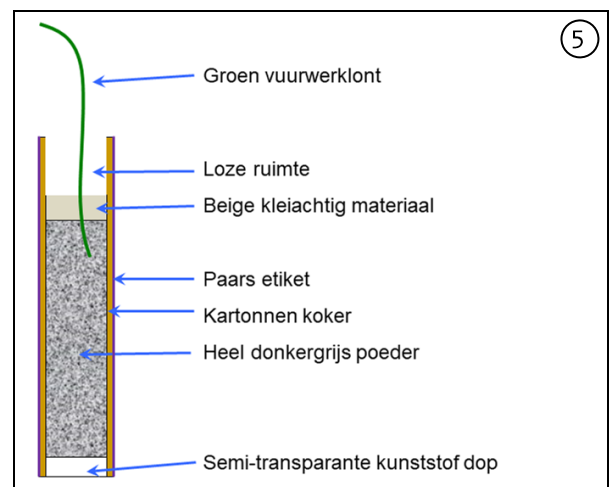 5
Groen vuurwerklont
Loze ruimte
Beige kleiachtig materiaal
Paars etiket
Kartonnen koker
Heel donkergrijs poeder
Semi-transparante kunststof dop